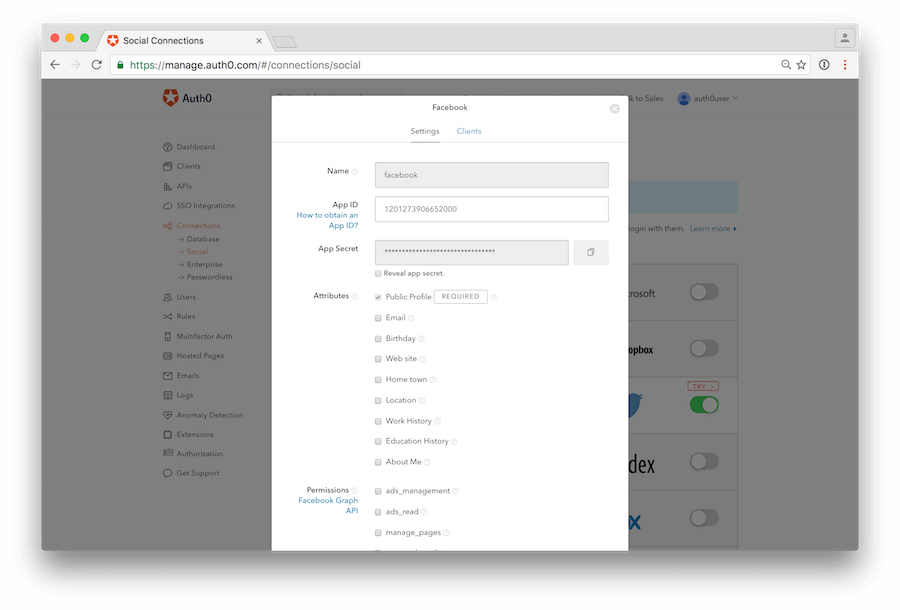 Social Connections
https://manage.auth0.com/#/connections/social
Auth0
k to Sales
auth0user
Dashboard
Clients
APIs
SSO Integrations
Connections
Database
Social
Enterprise
Passwordless
Users
Rules
Multifactor Auth
Hosted Pages
Emails
Logs
Anomaly Detection
Extensions
Authorization
Get Support
Facebook
Settings Clients
Name
facebook
App ID
How to obtain an
App ID?
1201273906652000
App Secret
********************************
Reveal app secret.
Attributes
Public Profile REQUIRED
Email
Birthday
Web site
Home town
Location
Work History
Education History
About Me
Permissions
Facebook Graph
API
ads_management
ads_read
manage_pages
login with them. Learn more
rosoft
opbox
TRY >
dex